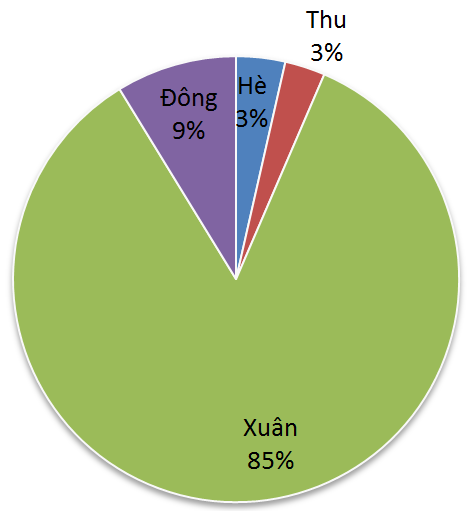 Thu
3%
Hè
3%
Đông
9%
Xuân
85%